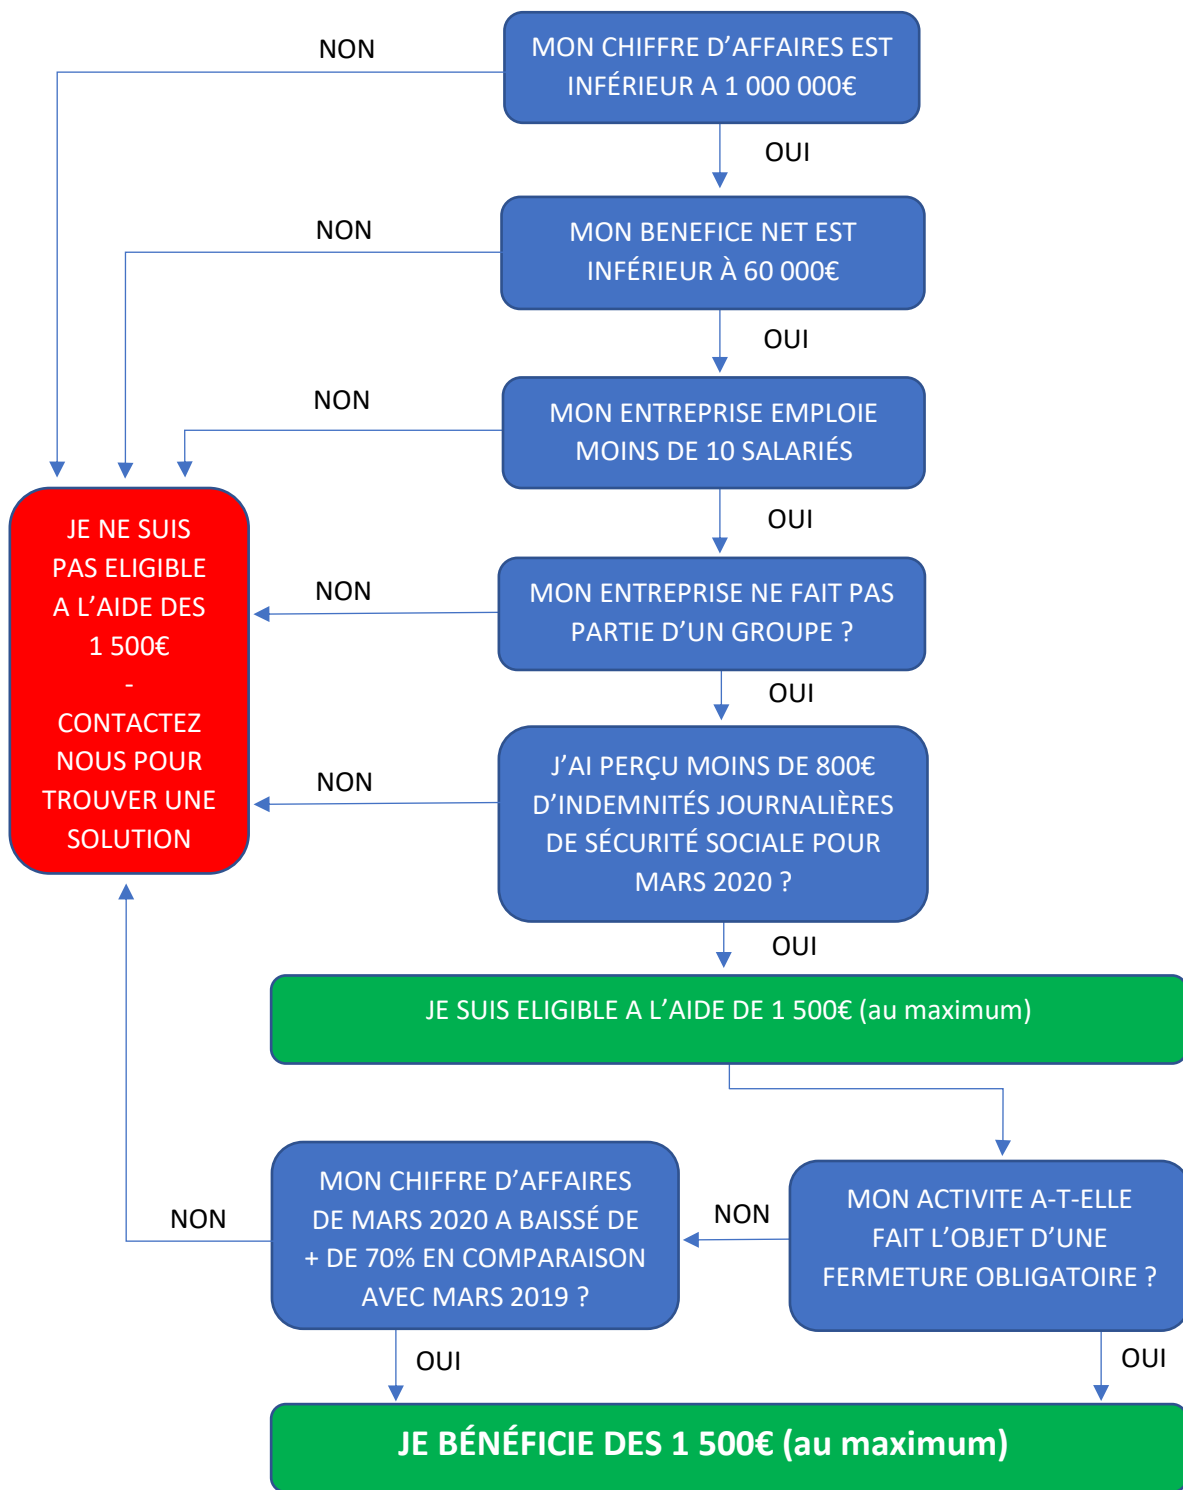 NON
MON CHIFFRE D’AFFAIRES EST
INFÉRIEUR A 1 000 000€
OUI
NON
MON BENEFICE NET EST
INFÉRIEUR À 60 000€
OUI
NON
MON ENTREPRISE EMPLOIE
MOINS DE 10 SALARIÉS
OUI
JE NE SUIS
PAS ELIGIBLE
A L’AIDE DES
1 500€
-
CONTACTEZ
NOUS POUR
TROUVER UNE
SOLUTION
NON
MON ENTREPRISE NE FAIT PAS
PARTIE D’UN GROUPE ?
OUI
NON
J’AI PERÇU MOINS DE 800€
D’INDEMNITÉS JOURNALIÈRES
DE SÉCURITÉ SOCIALE POUR
MARS 2020 ?
OUI
JE SUIS ELIGIBLE A L’AIDE DE 1 500€ (au maximum)
MON ACTIVITE A-T-ELLE
FAIT L’OBJET D’UNE
FERMETURE OBLIGATOIRE ?
NON
MON CHIFFRE D’AFFAIRES
DE MARS 2020 A BAISSÉ DE
+ DE 70% EN COMPARAISON
AVEC MARS 2019 ?
NON
OUI
OUI
JE BÉNÉFICIE DES 1 500€ (au maximum)